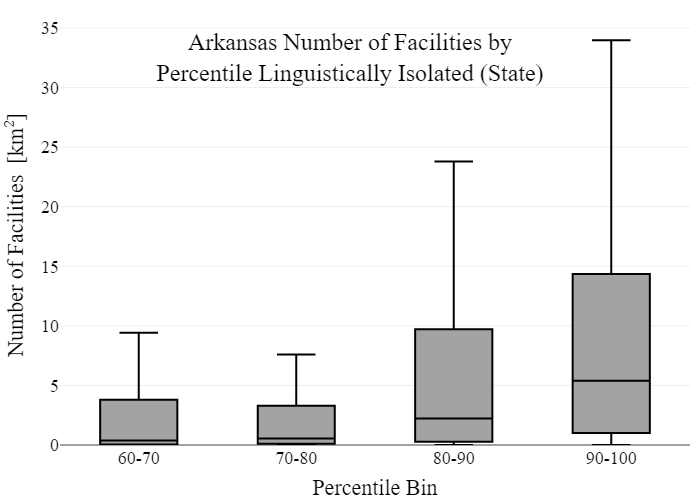 Arkansas Number of Facilities by
Percentile Linguistically Isolated (State)
Number of Facilities [km²]
35
30
25
20
15
10
5
0
60-70 70-80 80-90 90-100
Percentile Bin